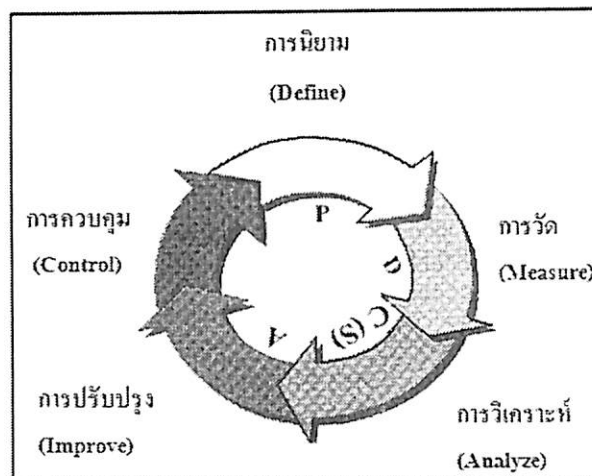 การนิยาม
(Define)
P
การควบคุม
(Control)
การวัด
(Measure)
D
C (S)
A
การปรับปรุง
(Improve)
การวิเคราะห์
(Analyze)